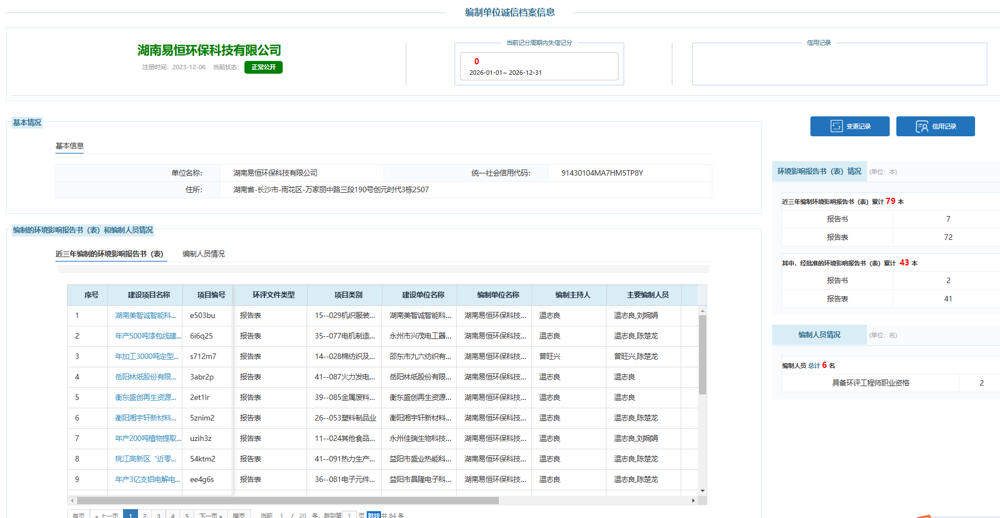 编制单位诚信档案信息
湖南易恒环保科技有限公司
注册时间：2023-12-06 当前状态： 正常公开
当前记分周期内失信记分
0
2026-01-01~ 2026-12-31
信用记录
基本情况
变更记录
信用记录
基本信息
单位名称： 湖南易恒环保科技有限公司 统一社会信用代码： 91430104MA7HM5TP8Y
住所： 湖南省-长沙市-雨花区-万家丽中路三段190号创元时代3栋2507
编制的环境影响报告书（表）和编制人员情况
近三年编制的环境影响报告书（表） 编制人员情况
序号 建设项目名称 项目编号 环评文件类型 项目类别 建设单位名称 编制单位名称 编制主持人 主要编制人员
1 湖南美智诚智能科... e503bu 报告表 15--029机织服装... 湖南美智诚智能科... 湖南易恒环保科技... 温志良 温志良,刘婉娟
2 年产500吨漆包线建... 6i6q25 报告表 35--077电机制造... 永州市兴茂电工器... 湖南易恒环保科技... 温志良 温志良,陈楚龙
3 年加工3000吨定型... s712m7 报告表 14--028棉纺织及... 邵东市九六纺织有... 湖南易恒环保科技... 曾旺兴 曾旺兴,陈楚龙
4 岳阳林纸股份有限... 3abr2p 报告表 41--087火力发电... 岳阳林纸股份有限... 湖南易恒环保科技... 温志良 温志良
5 衡东盛创再生资源... 2et1lr 报告表 39--085金属废料... 衡东盛创再生资源... 湖南易恒环保科技... 温志良 温志良
6 衡阳湘宇轩新材料... 5znim2 报告表 26--053塑料制品业 衡阳湘宇轩新材料... 湖南易恒环保科技... 温志良 温志良,陈楚龙
7 年产200吨植物提取... uzih3z 报告表 11--024其他食品... 永州佳瑞生物科技... 湖南易恒环保科技... 温志良 温志良,刘婉娟
8 桃江高新区“近零... 54ktm2 报告表 41--091热力生产... 益阳市盛业热能科... 湖南易恒环保科技... 温志良 温志良,陈楚龙
9 年产3亿支铝电解电... ee4g6s 报告表 36--081电子元件... 益阳市昌隆电子科... 湖南易恒环保科技... 温志良 温志良,陈楚龙
首页 « 上一页 1 2 3 4 5 下一页 » 尾页 当前 1 / 20 条, 跳到第 1 页 跳转 共 84 条
环境影响报告书（表）情况 (单位：本)
近三年编制环境影响报告书（表）累计 79 本
报告书 7
报告表 72
其中，经批准的环境影响报告书（表）累计 43 本
报告书 2
报告表 41
编制人员情况 (单位：名)
编制人员 总计 6 名
具备环评工程师职业资格 2